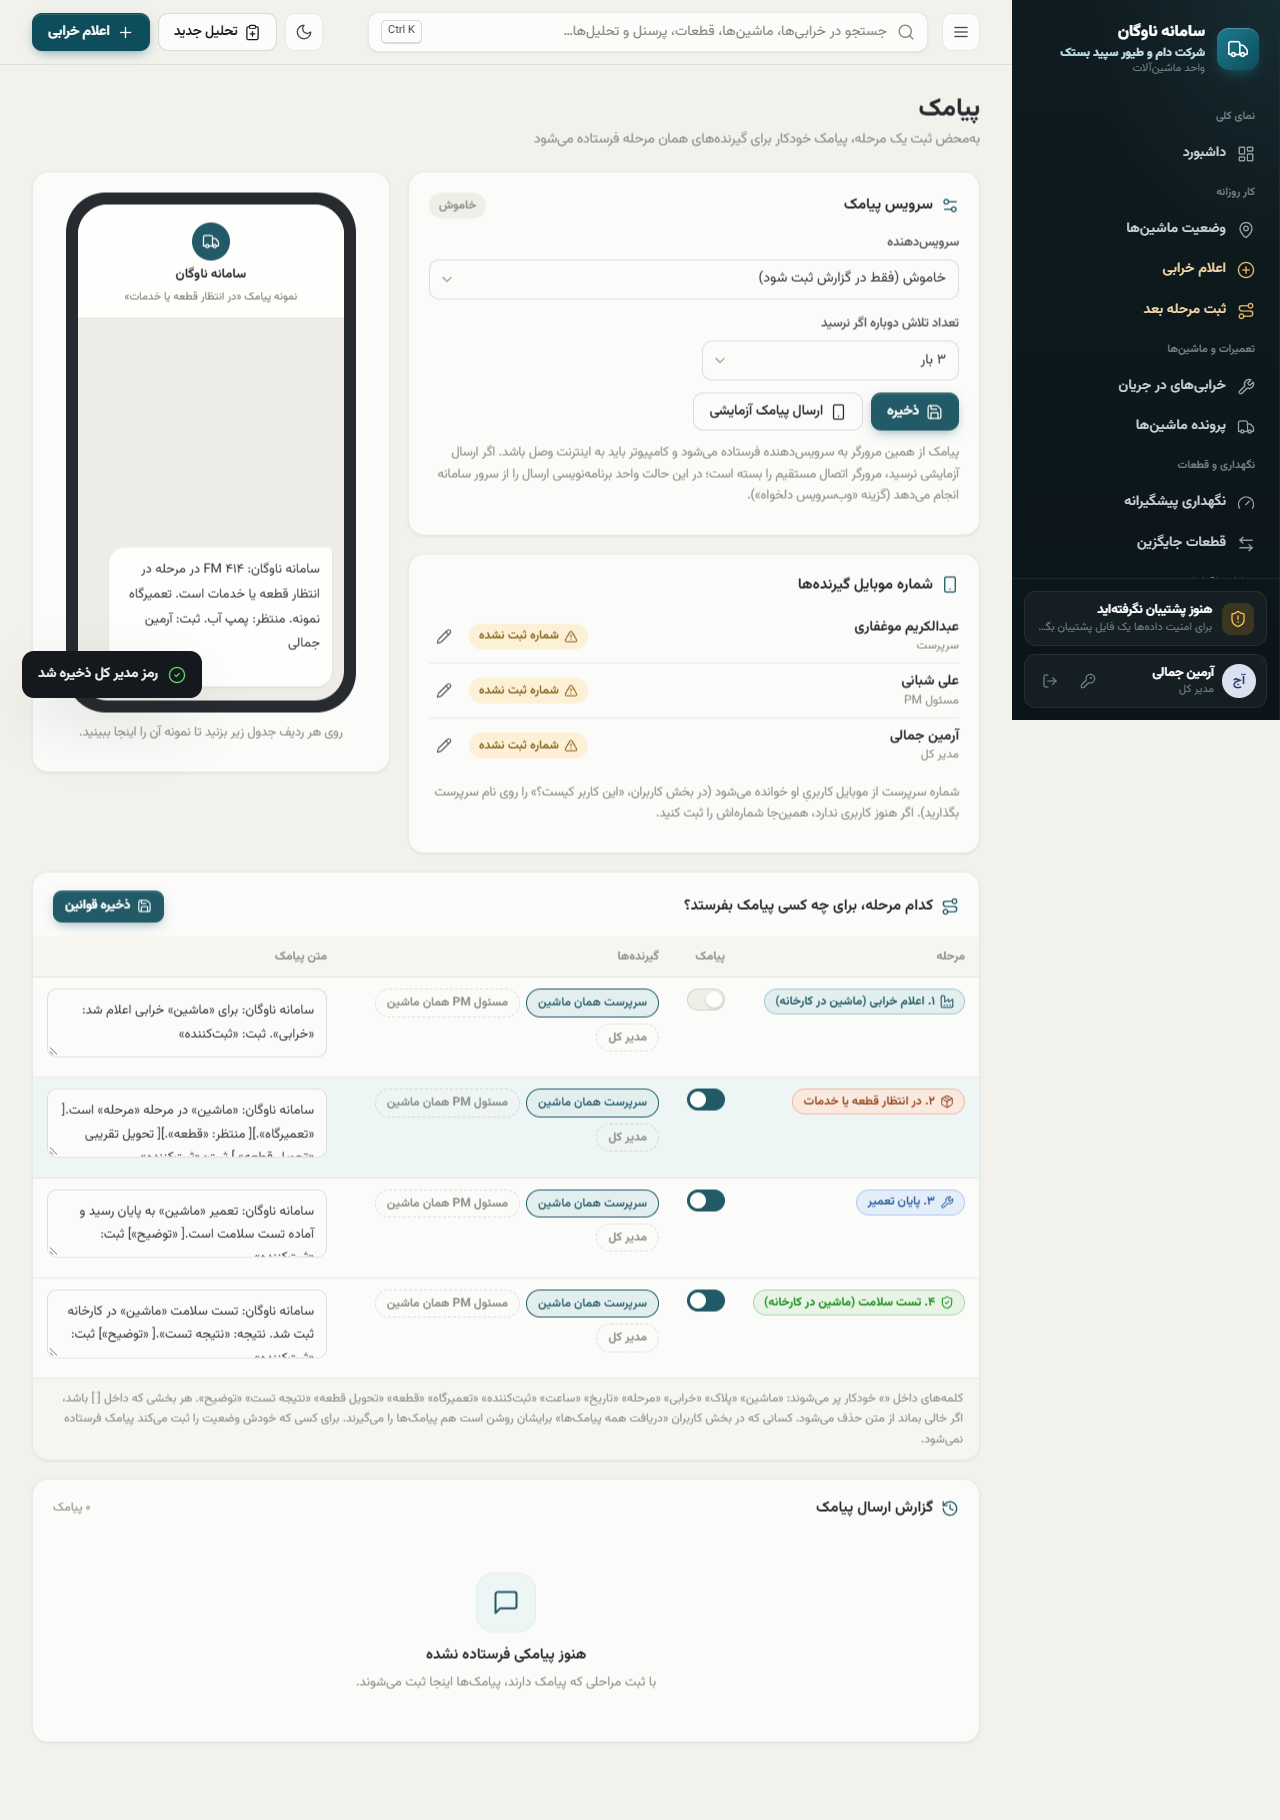 سامانه ناوگان
شرکت دام و طیور سپید بستک
واحد ماشین‌آلات
نمای کلی
داشبورد
کار روزانه
وضعیت ماشین‌ها
اعلام خرابی
ثبت مرحله بعد
تعمیرات و ماشین‌ها
خرابی‌های در جریان
پرونده ماشین‌ها
نگهداری و قطعات
نگهداری پیشگیرانه
قطعات جایگزین
هنوز پشتیبان نگرفته‌اید
برای امنیت داده‌ها یک فایل پشتیبان بگ...
آج
آرمین جمالی
مدیر کل
جستجو در خرابی‌ها، ماشین‌ها، قطعات، پرسنل و تحلیل‌ها...
Ctrl K
تحلیل جدید
اعلام خرابی
پیامک
به‌محض ثبت یک مرحله، پیامک خودکار برای گیرنده‌های همان مرحله فرستاده می‌شود
سرویس پیامک
خاموش
سرویس‌دهنده
خاموش (فقط در گزارش ثبت شود)
تعداد تلاش دوباره اگر نرسید
۳ بار
ذخیره
ارسال پیامک آزمایشی
پیامک از همین مرورگر به سرویس‌دهنده فرستاده می‌شود و کامپیوتر باید به اینترنت وصل باشد. اگر ارسال
آزمایشی نرسید، مرورگر اتصال مستقیم را بسته است؛ در این حالت واحد برنامه‌نویسی ارسال را از سرور سامانه
انجام می‌دهد (گزینه «وب‌سرویس دلخواه»).
سامانه ناوگان
نمونه پیامک «در انتظار قطعه یا خدمات»
سامانه ناوگان: FM ۴۱۴ در مرحله در
انتظار قطعه یا خدمات است. تعمیرگاه
نمونه. منتظر: پمپ آب. ثبت: آرمین
جمالی
رمز مدیر کل ذخیره شد
روی هر ردیف جدول زیر بزنید تا نمونه آن را اینجا ببینید.
شماره موبایل گیرنده‌ها
عبدالکریم موغفاری
سرپرست
شماره ثبت نشده
علی شبانی
مسئول PM
شماره ثبت نشده
آرمین جمالی
مدیر کل
شماره ثبت نشده
شماره سرپرست از موبایل کاربریِ او خوانده می‌شود (در بخش کاربران، «این کاربر کیست؟» را روی نام سرپرست
بگذارید). اگر هنوز کاربری ندارد، همین‌جا شماره‌اش را ثبت کنید.
کدام مرحله، برای چه کسی پیامک بفرستد؟
ذخیره قوانین
مرحله
پیامک
گیرنده‌ها
متن پیامک
۱. اعلام خرابی (ماشین در کارخانه)
سرپرست همان ماشین
مسئول PM همان ماشین
مدیر کل
سامانه ناوگان: برای «ماشین» خرابی اعلام شد:
«خرابی». ثبت: «ثبت‌کننده»
۲. در انتظار قطعه یا خدمات
سرپرست همان ماشین
مسئول PM همان ماشین
مدیر کل
سامانه ناوگان: «ماشین» در مرحله «مرحله» است.[
«تعمیرگاه».][ منتظر: «قطعه».][ تحویل تقریبی
«تحویل قطعه».] ثبت: «ثبت‌کننده»
۳. پایان تعمیر
سرپرست همان ماشین
مسئول PM همان ماشین
مدیر کل
سامانه ناوگان: تعمیر «ماشین» به پایان رسید و
آماده تست سلامت است.[ «توضیح»] ثبت:
«ثبت‌کننده»
۴. تست سلامت (ماشین در کارخانه)
سرپرست همان ماشین
مسئول PM همان ماشین
مدیر کل
سامانه ناوگان: تست سلامت «ماشین» در کارخانه
ثبت شد. نتیجه: «نتیجه تست».[ «توضیح»] ثبت:
«ثبت‌کننده»
کلمه‌های داخل «» خودکار پر می‌شوند: «ماشین» «پلاک» «خرابی» «مرحله» «تاریخ» «ساعت» «ثبت‌کننده» «تعمیرگاه» «قطعه» «تحویل قطعه» «نتیجه تست» «توضیح». هر بخشی که داخل [ ] باشد،
اگر خالی بماند از متن حذف می‌شود. کسانی که در بخش کاربران «دریافت همه پیامک‌ها» برایشان روشن است هم پیامک‌ها را می‌گیرند. برای کسی که خودش وضعیت را ثبت می‌کند پیامک فرستاده
نمی‌شود.
گزارش ارسال پیامک
۰ پیامک
هنوز پیامکی فرستاده نشده
با ثبت مراحلی که پیامک دارند، پیامک‌ها اینجا ثبت می‌شوند.